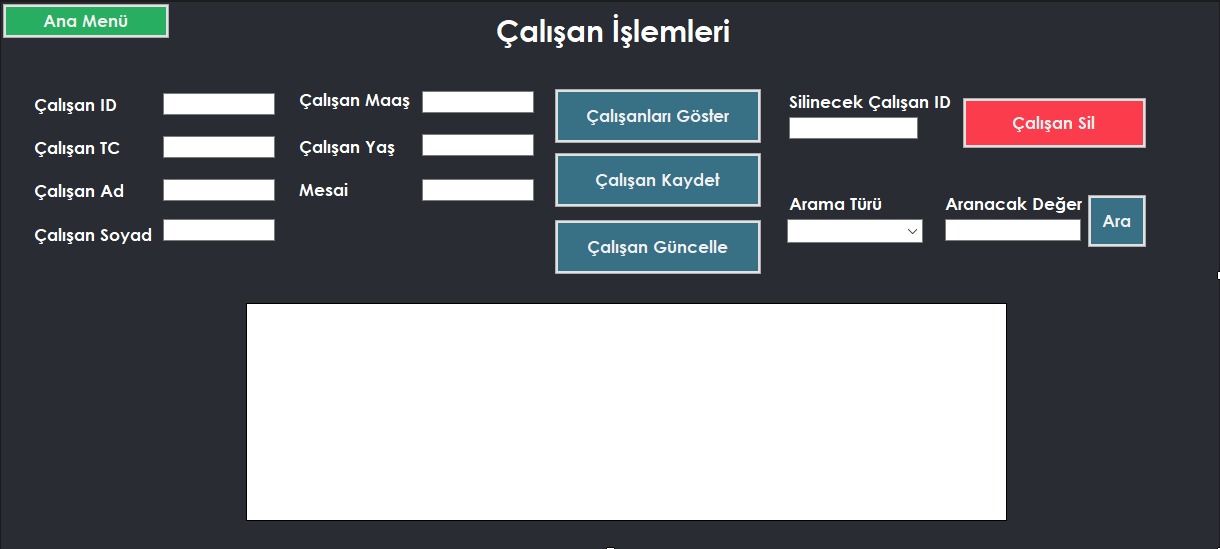 Ana Menü
Çalışan İşlemleri
Çalışan ID
Çalışan TC
Çalışan Ad
Çalışan Soyad
Çalışan Maaş
Çalışan Yaş
Mesai
Çalışanları Göster
Çalışan Kaydet
Çalışan Güncelle
Silinecek Çalışan ID
Çalışan Sil
Arama Türü
Aranacak Değer
Ara